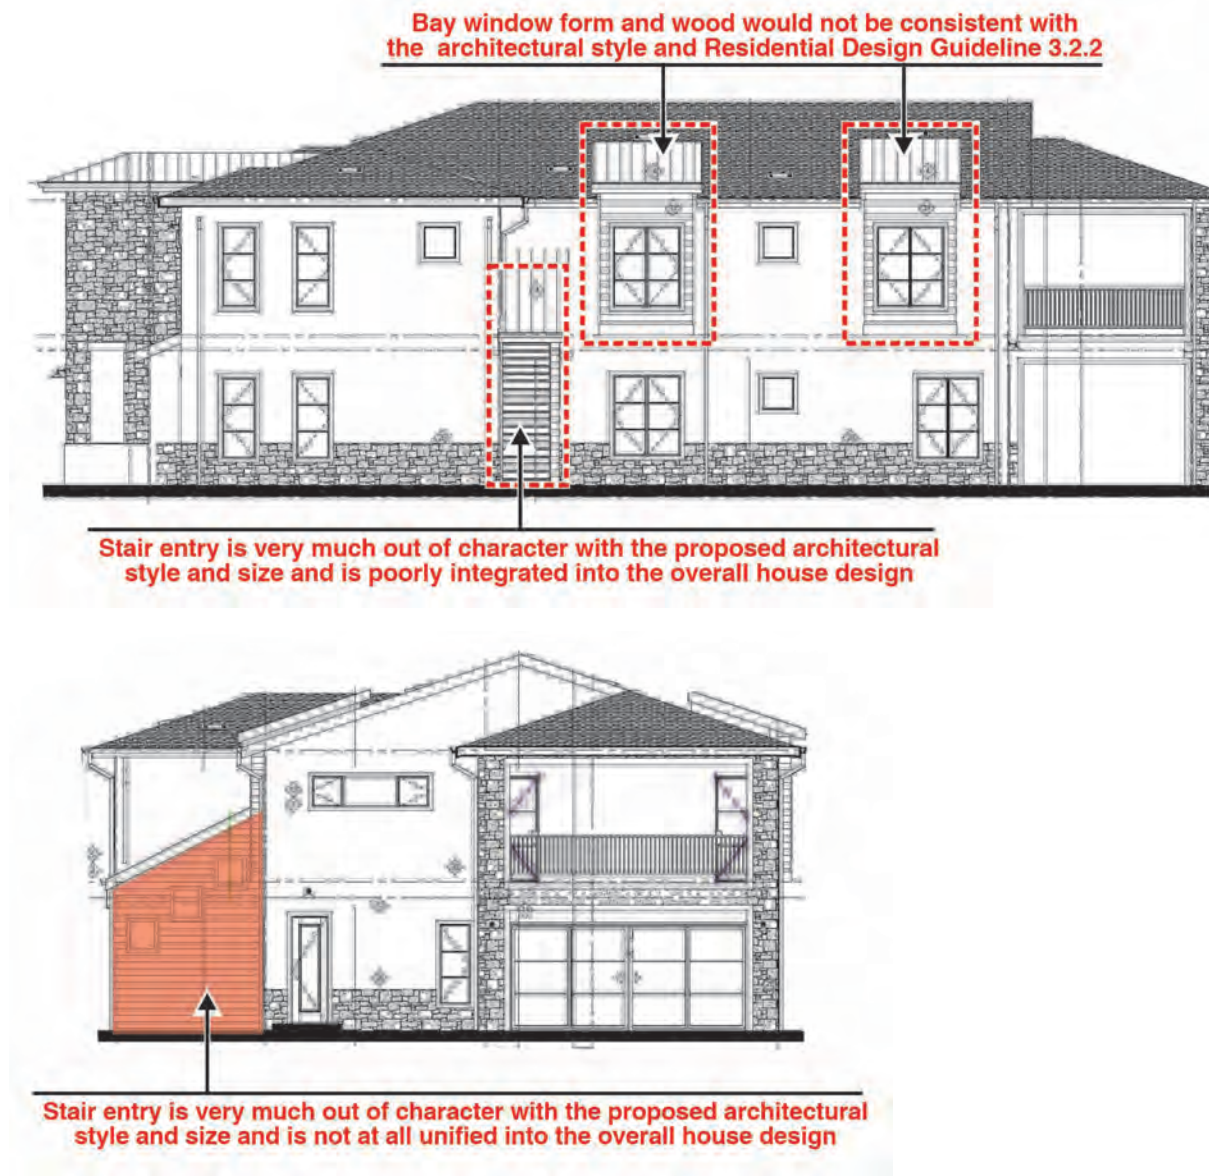 Bay window form and wood would not be consistent with
the architectural style and Residential Design Guideline 3.2.2
Stair entry is very much out of character with the proposed architectural
style and size and is poorly integrated into the overall house design
Stair entry is very much out of character with the proposed architectural
style and size and is not at all unified into the overall house design